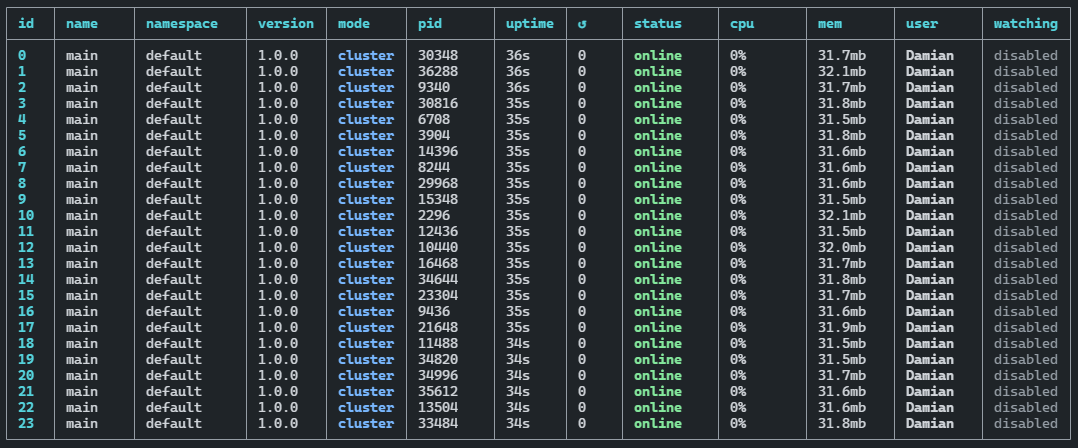 id name namespace version mode pid uptime ↺ status cpu mem user watching
0 main default 1.0.0 cluster 30348 36s 0 online 0% 31.7mb Damian disabled
1 main default 1.0.0 cluster 36288 36s 0 online 0% 32.1mb Damian disabled
2 main default 1.0.0 cluster 9340 36s 0 online 0% 31.7mb Damian disabled
3 main default 1.0.0 cluster 30816 35s 0 online 0% 31.8mb Damian disabled
4 main default 1.0.0 cluster 6708 35s 0 online 0% 31.5mb Damian disabled
5 main default 1.0.0 cluster 3904 35s 0 online 0% 31.8mb Damian disabled
6 main default 1.0.0 cluster 14396 35s 0 online 0% 31.6mb Damian disabled
7 main default 1.0.0 cluster 8244 35s 0 online 0% 31.6mb Damian disabled
8 main default 1.0.0 cluster 29968 35s 0 online 0% 31.6mb Damian disabled
9 main default 1.0.0 cluster 15348 35s 0 online 0% 31.5mb Damian disabled
10 main default 1.0.0 cluster 2296 35s 0 online 0% 32.1mb Damian disabled
11 main default 1.0.0 cluster 12436 35s 0 online 0% 31.5mb Damian disabled
12 main default 1.0.0 cluster 10440 35s 0 online 0% 32.0mb Damian disabled
13 main default 1.0.0 cluster 16468 35s 0 online 0% 31.7mb Damian disabled
14 main default 1.0.0 cluster 34644 35s 0 online 0% 31.8mb Damian disabled
15 main default 1.0.0 cluster 23304 35s 0 online 0% 31.7mb Damian disabled
16 main default 1.0.0 cluster 9436 35s 0 online 0% 31.6mb Damian disabled
17 main default 1.0.0 cluster 21648 35s 0 online 0% 31.9mb Damian disabled
18 main default 1.0.0 cluster 11488 34s 0 online 0% 31.5mb Damian disabled
19 main default 1.0.0 cluster 34820 34s 0 online 0% 31.5mb Damian disabled
20 main default 1.0.0 cluster 34996 34s 0 online 0% 31.7mb Damian disabled
21 main default 1.0.0 cluster 35612 34s 0 online 0% 31.6mb Damian disabled
22 main default 1.0.0 cluster 13504 34s 0 online 0% 31.6mb Damian disabled
23 main default 1.0.0 cluster 33484 34s 0 online 0% 31.8mb Damian disabled